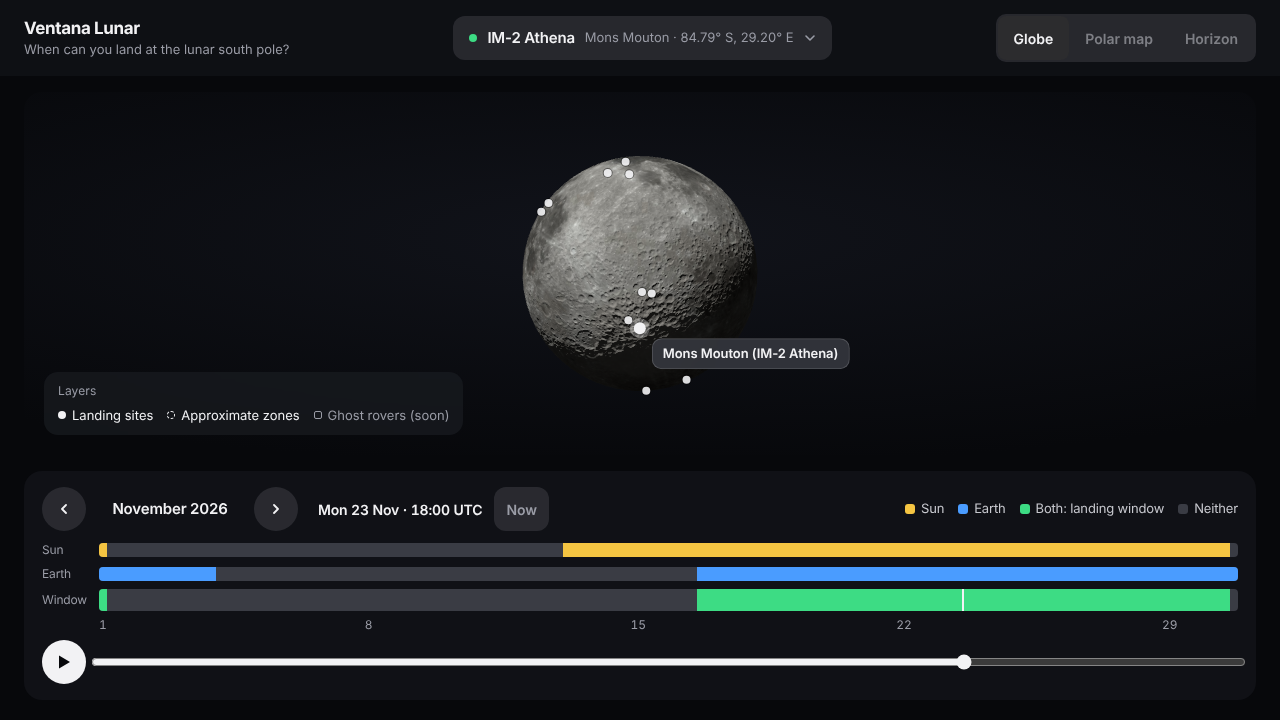 Ventana Lunar
When can you land at the lunar south pole?
IM-2 Athena Mons Mouton · 84.79° S, 29.20° E
Globe Polar map Horizon
Mons Mouton (IM-2 Athena)
Layers
Landing sites Approximate zones Ghost rovers (soon)
November 2026 Mon 23 Nov · 18:00 UTC Now Sun Earth Both: landing window Neither
Sun
Earth
Window
1 8 15 22 29